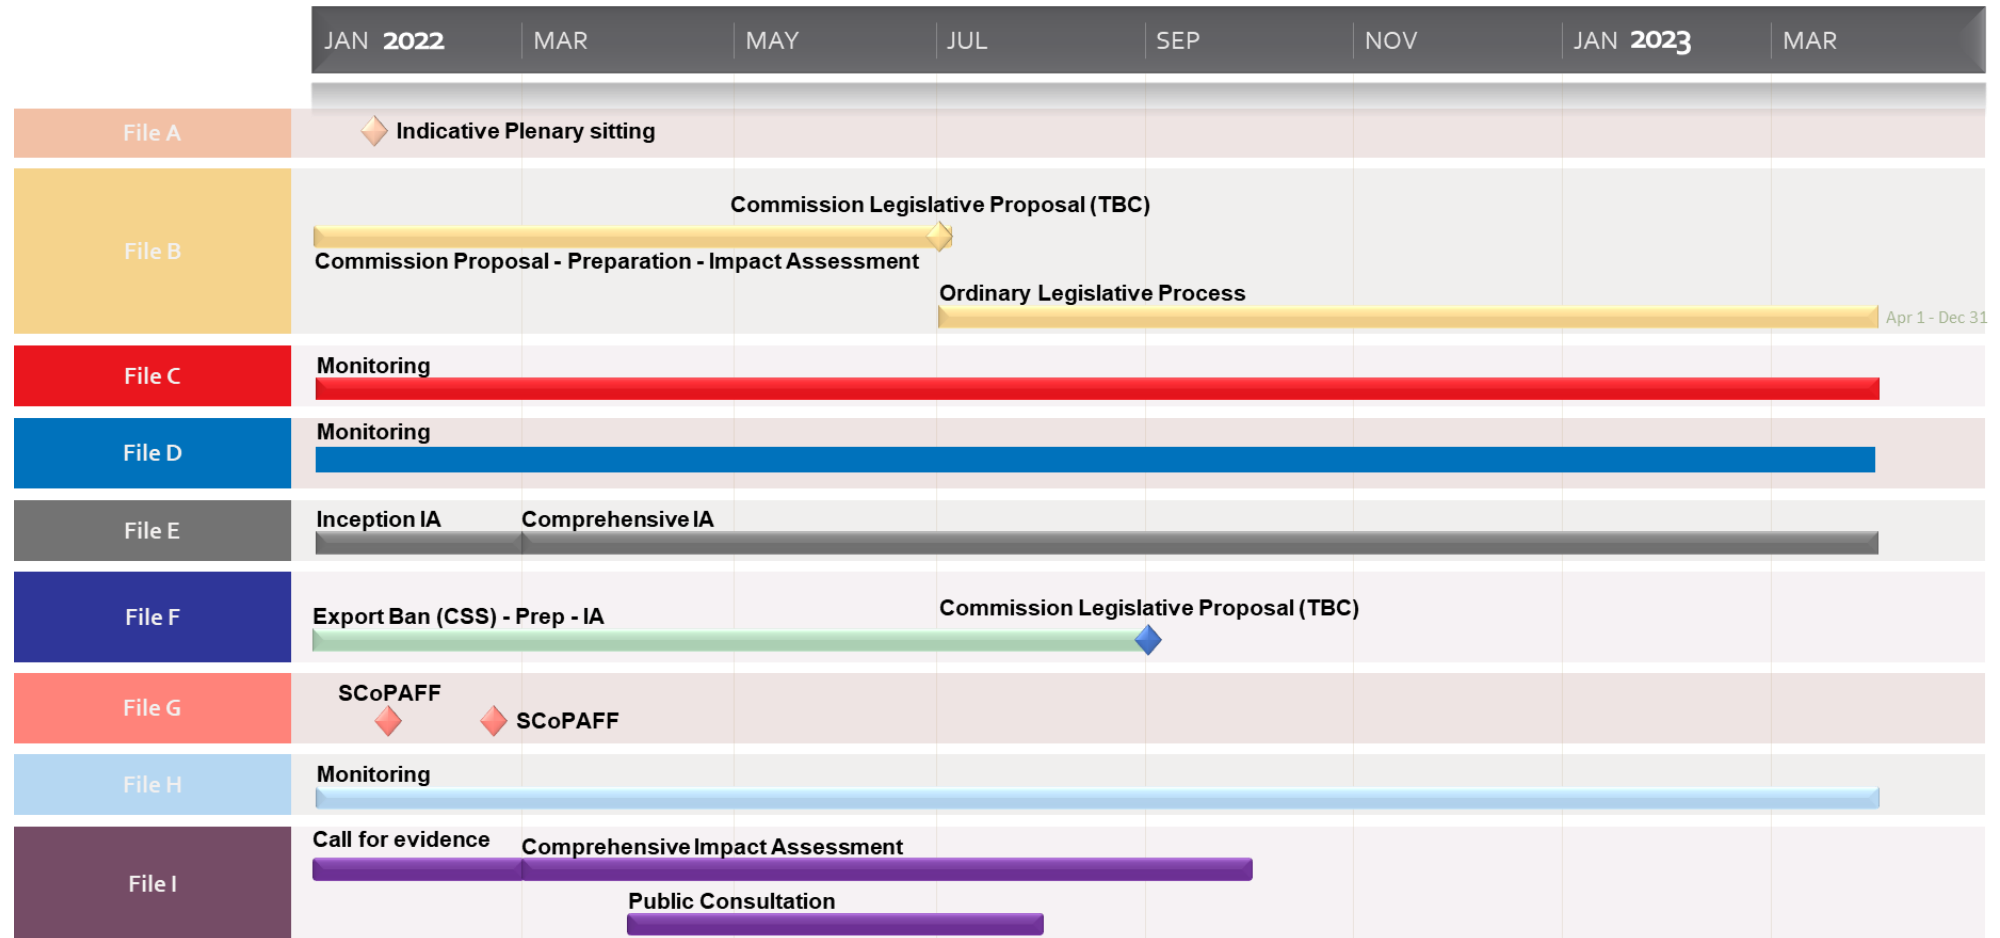 JAN 2022 MAR MAY JUL SEP NOV JAN 2023 MAR
File A
Indicative Plenary sitting
File B
Commission Legislative Proposal (TBC)
Commission Proposal - Preparation - Impact Assessment
Ordinary Legislative Process
Apr 1 - Dec 31
File C
Monitoring
File D
Monitoring
File E
Inception IA
Comprehensive IA
File F
Export Ban (CSS) - Prep - IA
Commission Legislative Proposal (TBC)
File G
SCoPAFF
SCoPAFF
File H
Monitoring
File I
Call for evidence
Comprehensive Impact Assessment
Public Consultation